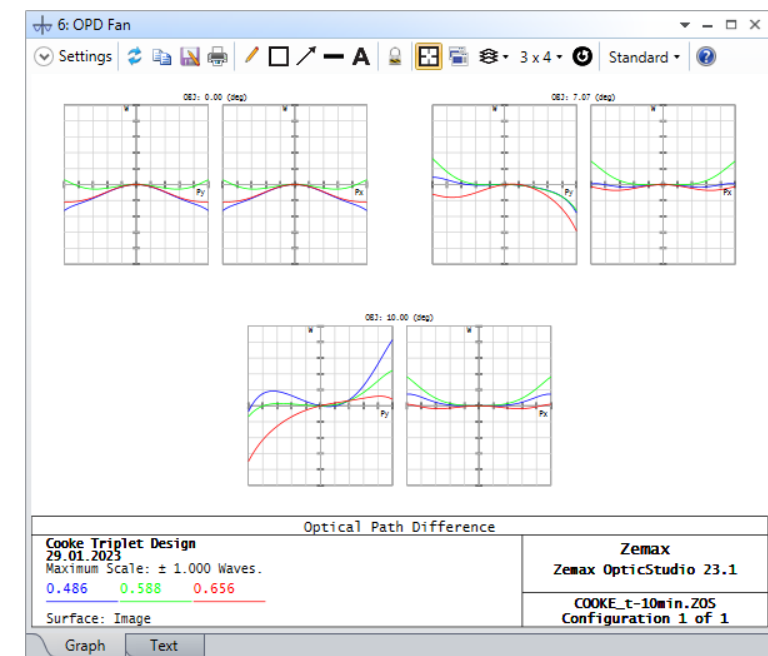 6: OPD Fan
Settings
A
3 x 4
Standard
OBJ: 0.00 (deg)
OBJ: 7.07 (deg)
W
W
W
W
Py
Px
Py
Px
OBJ: 10.00 (deg)
W
W
Py
Px
Optical Path Difference
Cooke Triplet Design
29.01.2023
Maximum Scale: ± 1.000 Waves.
0.486 0.588 0.656
Surface: Image
Zemax
Zemax OpticStudio 23.1
COOKE_t-10min.ZOS
Configuration 1 of 1
Graph Text